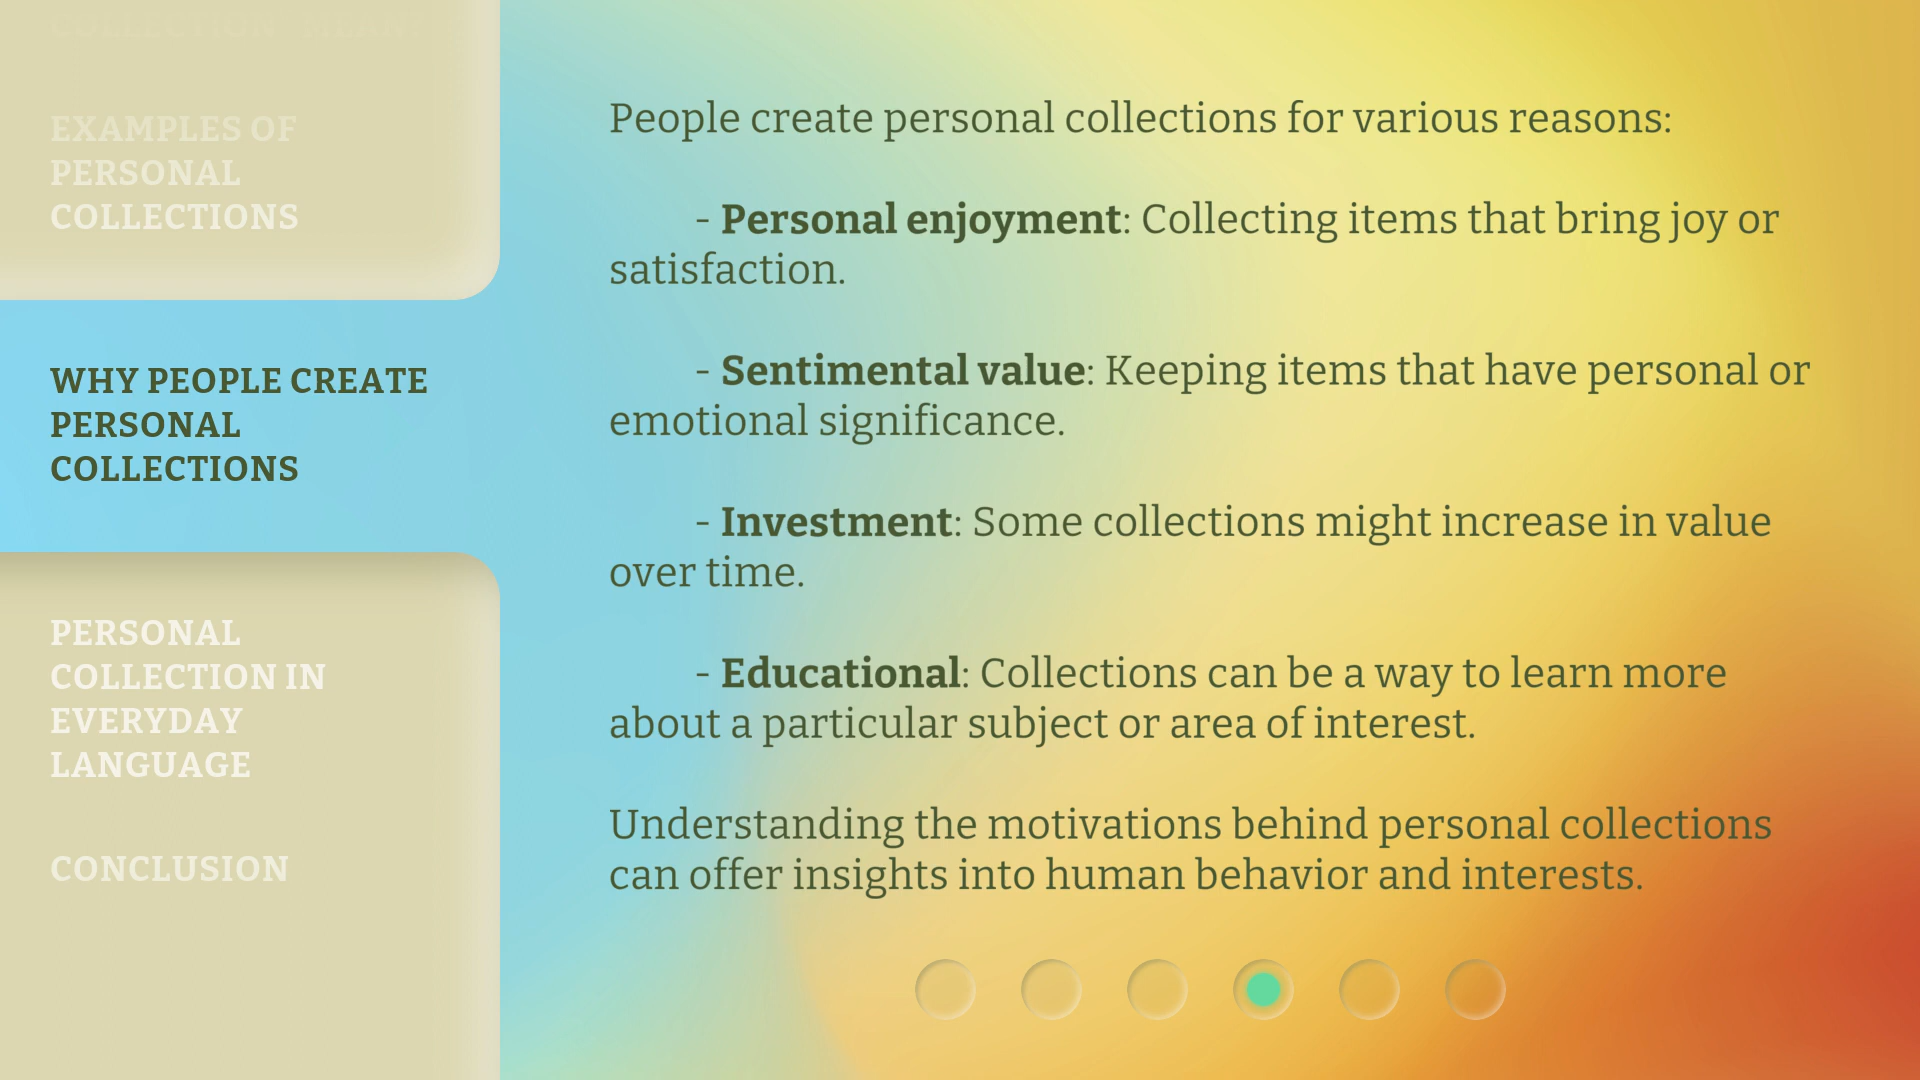 COLLECTION" MEAN?
EXAMPLES OF
PERSONAL
COLLECTIONS
WHY PEOPLE CREATE
PERSONAL
COLLECTIONS
PERSONAL
COLLECTION IN
EVERYDAY
LANGUAGE
CONCLUSION
People create personal collections for various reasons:
- Personal enjoyment: Collecting items that bring joy or
satisfaction.
- Sentimental value: Keeping items that have personal or
emotional significance.
- Investment: Some collections might increase in value
over time.
- Educational: Collections can be a way to learn more
about a particular subject or area of interest.
Understanding the motivations behind personal collections
can offer insights into human behavior and interests.